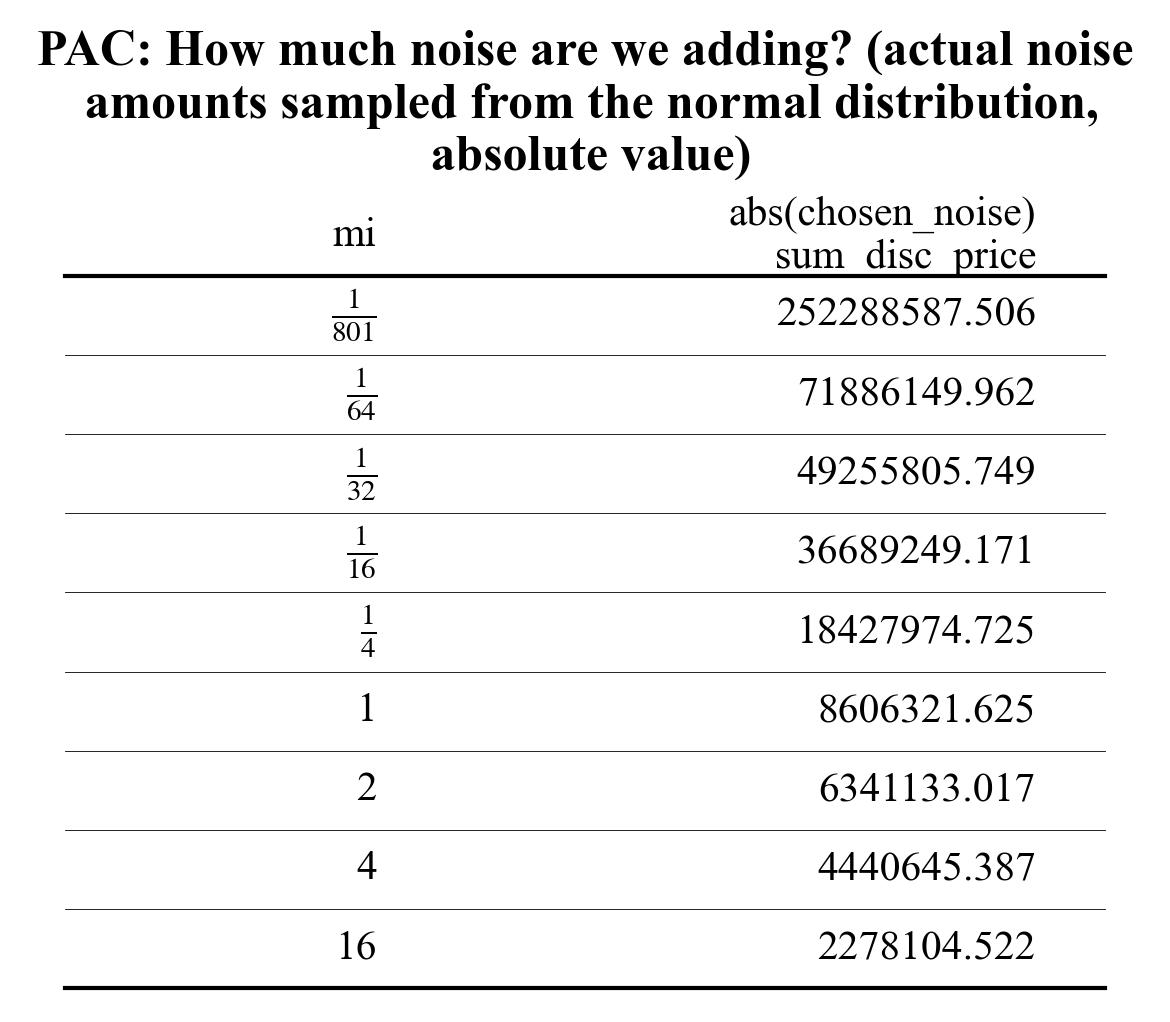 PAC: How much noise are we adding? (actual noise
amounts sampled from the normal distribution,
absolute value)
mi abs(chosen_noise) sum_disc_price
1/801 252288587.506
1/64 71886149.962
1/32 49255805.749
1/16 36689249.171
1/4 18427974.725
1 8606321.625
2 6341133.017
4 4440645.387
16 2278104.522